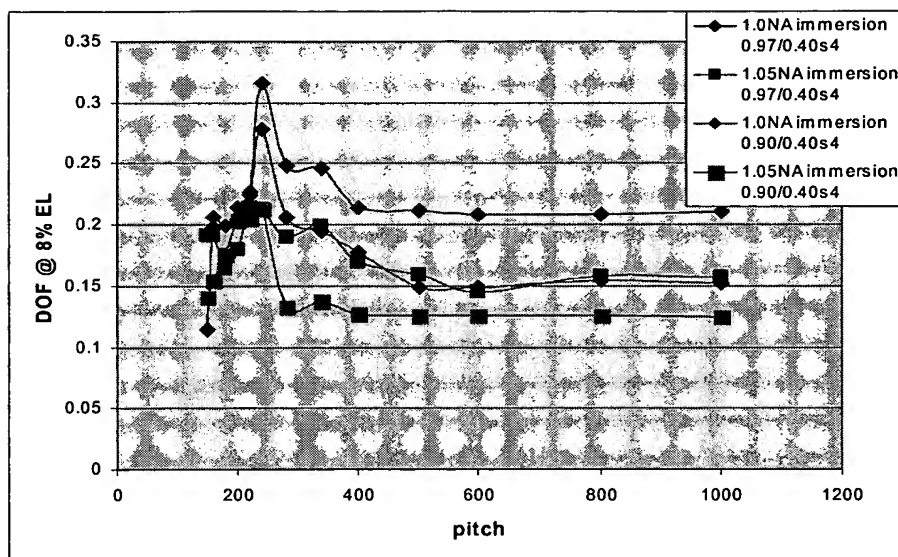 0.35
0.3
0.25
0.2
0.15
0.1
0.05
0
DOF @ 8% EL
0 200 400 600 800 1000 1200
pitch
1.0NA immersion
0.97/0.40s4
1.05NA immersion
0.97/0.40s4
1.0NA immersion
0.90/0.40s4
1.05NA immersion
0.90/0.40s4